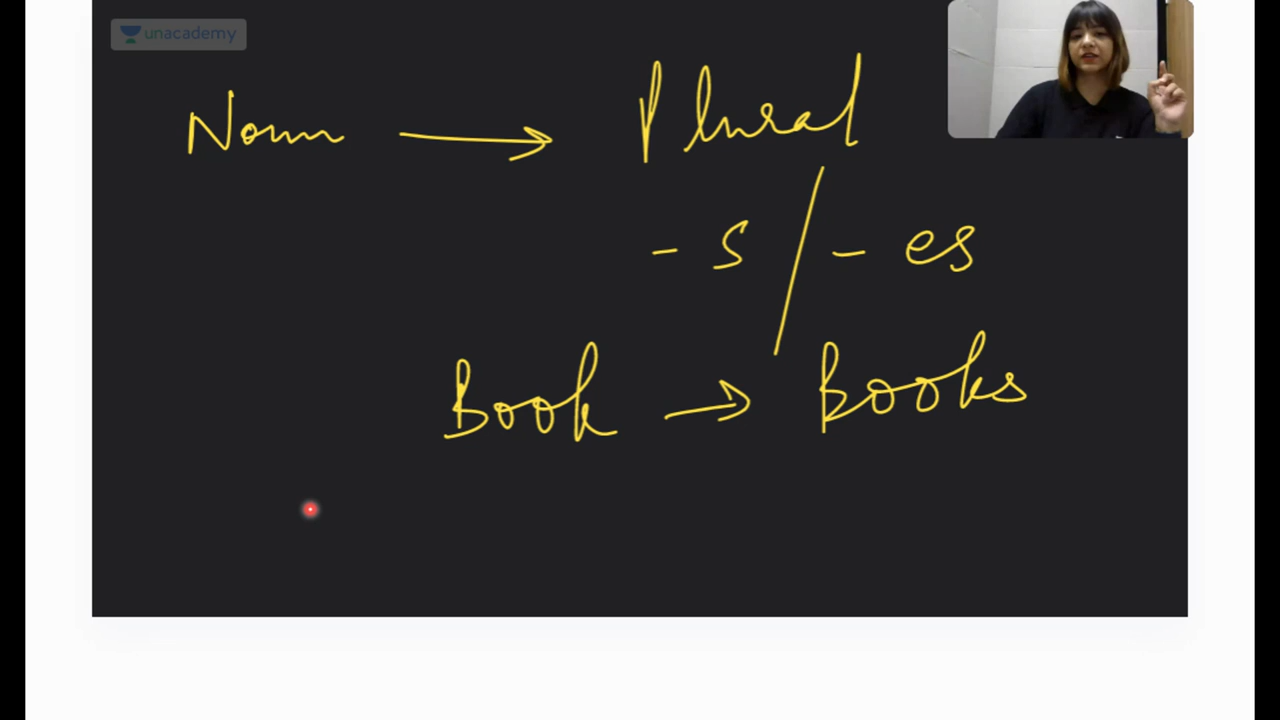 unacademy
Noun → Plural
- s / - es
Book → Books